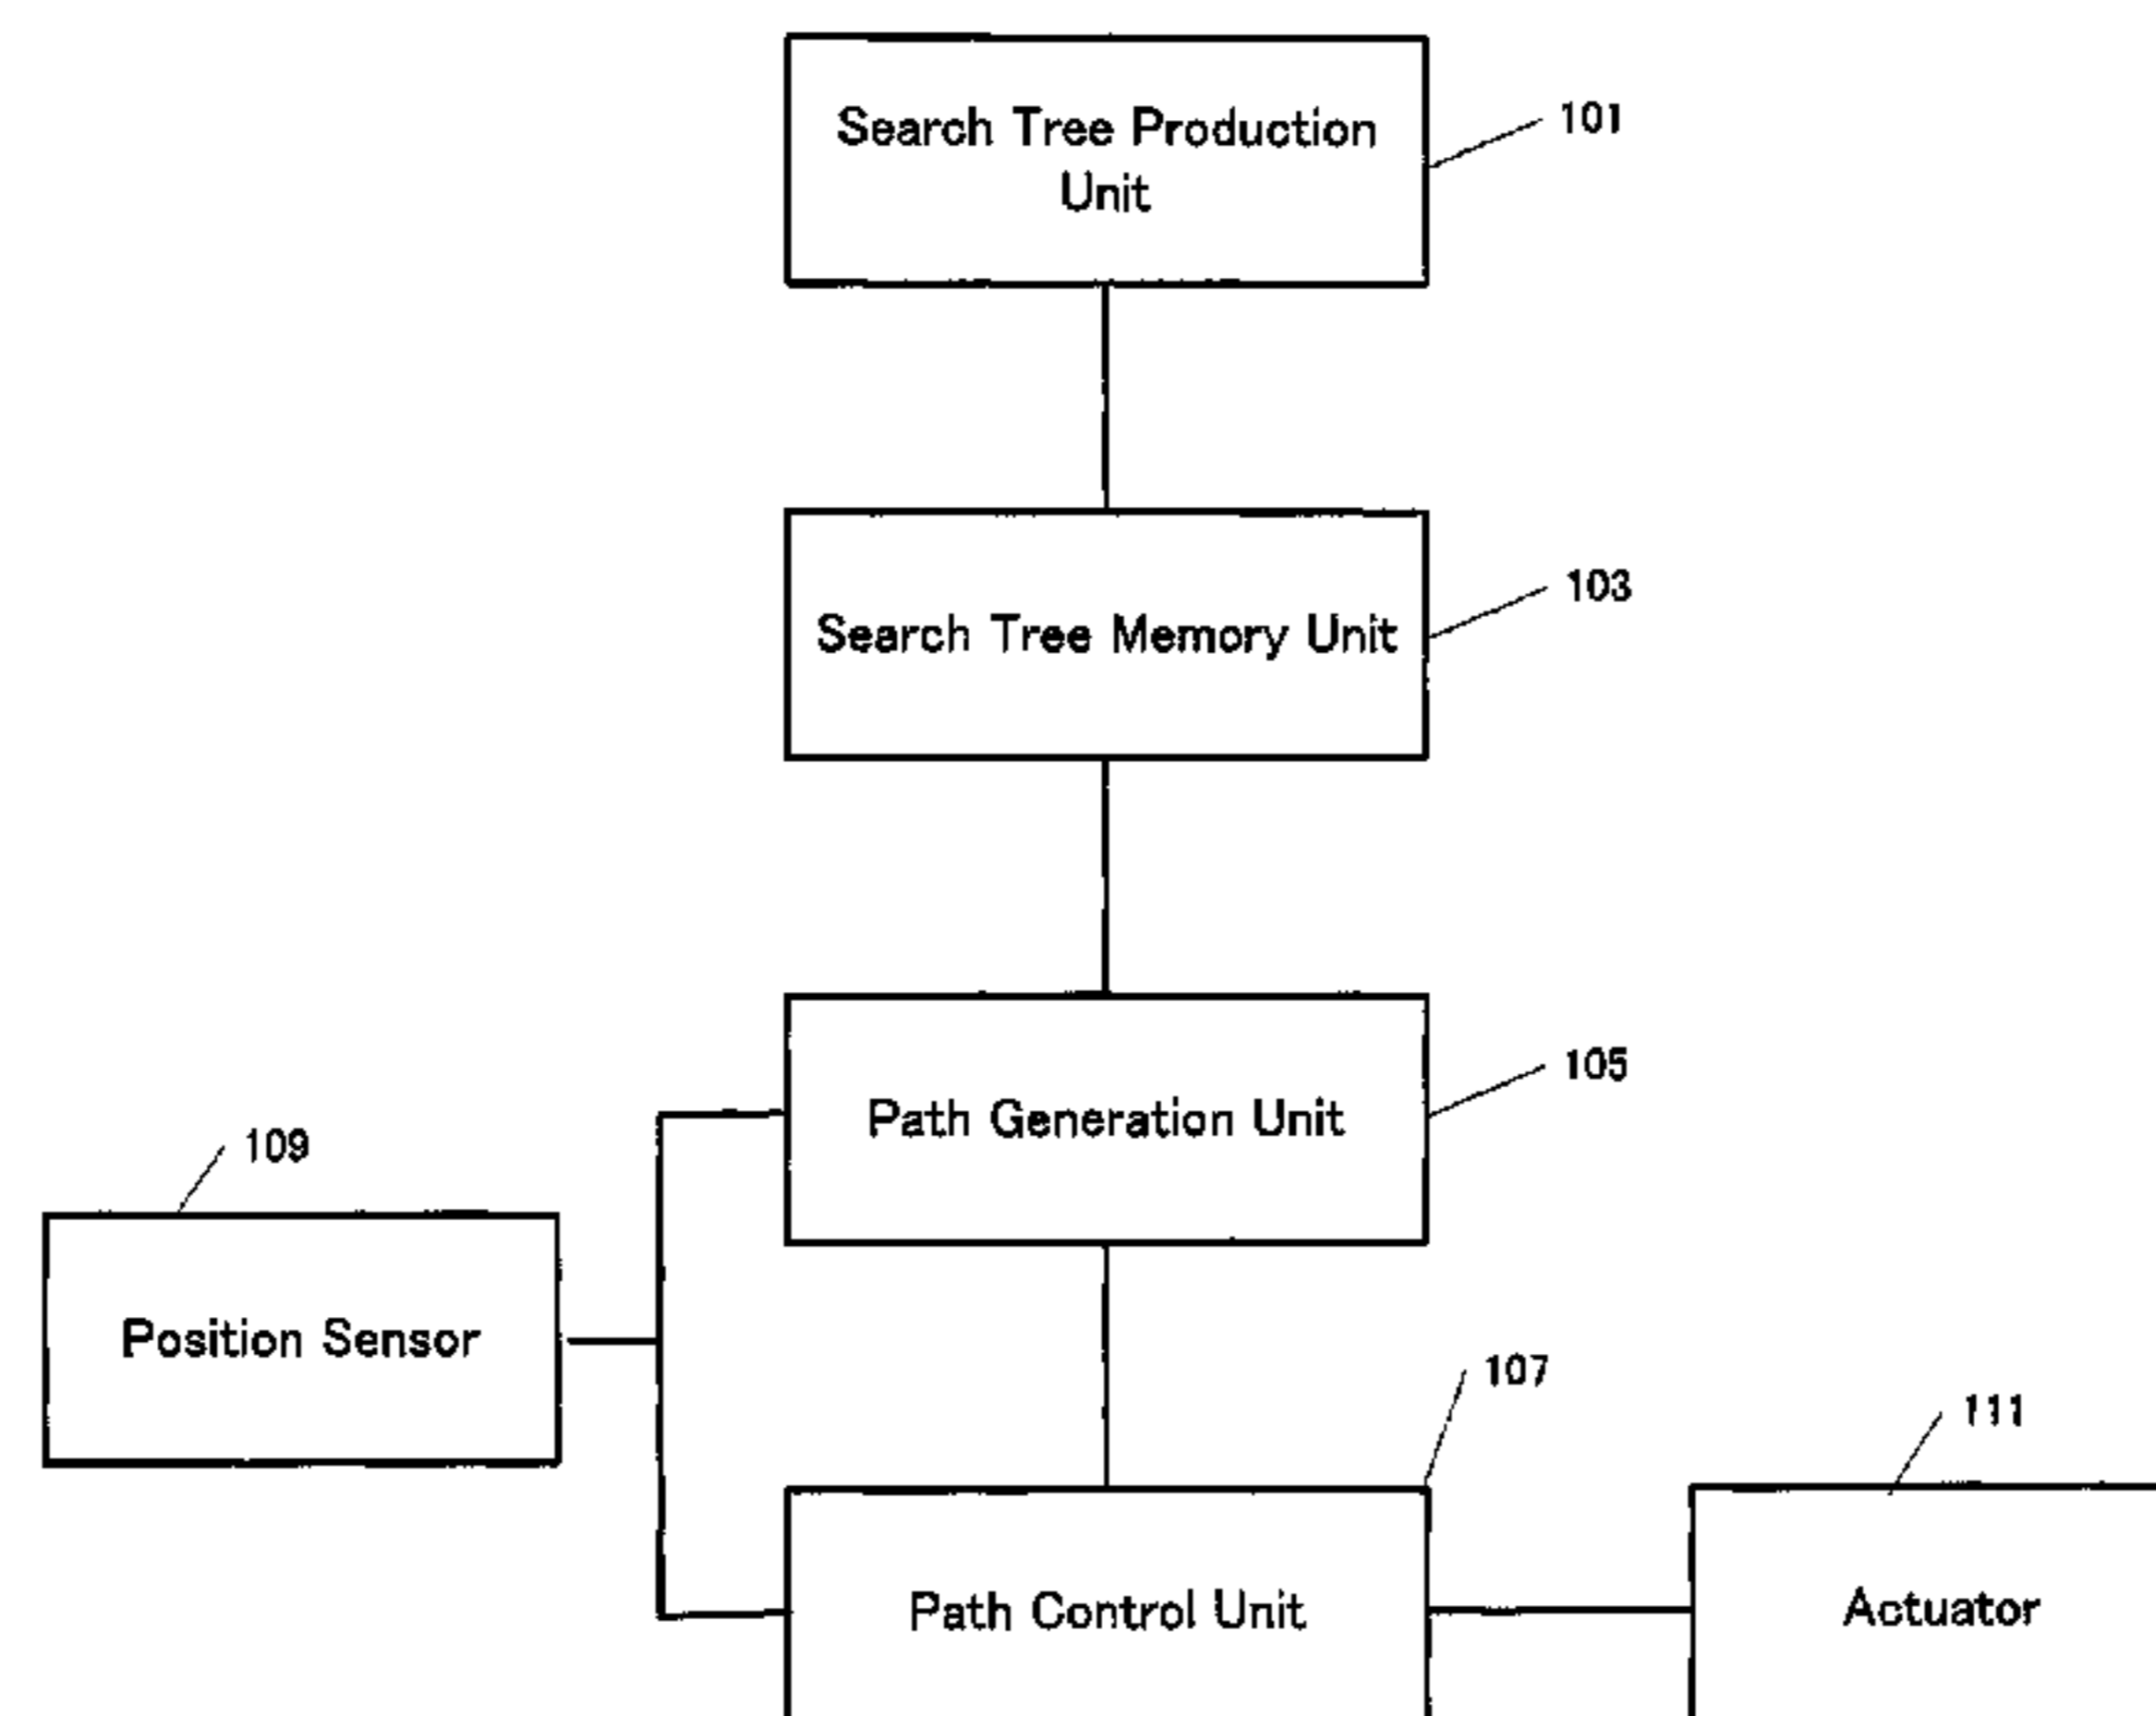 Search Tree Production
Unit
101
Search Tree Memory Unit
103
Path Generation Unit
105
109
Position Sensor
107
Path Control Unit
111
Actuator